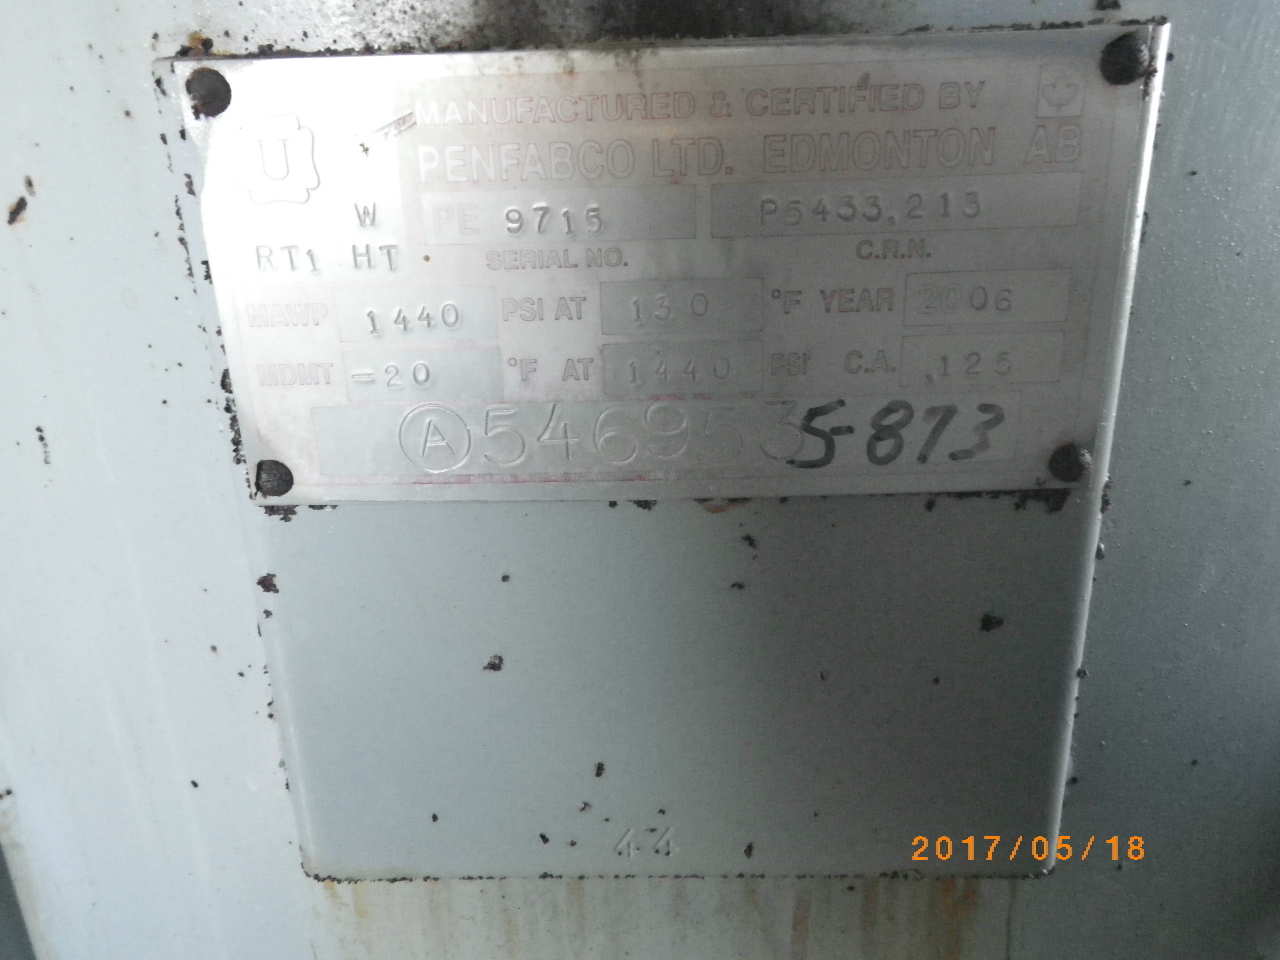 MANUFACTURED & CERTIFIED BY
U
PENFABCO LTD. EDMONTON AB
W
PE 9715 P5433.213
RT1 HT SERIAL NO. C.R.N.
MAWP 1440 PSI AT 130 °F YEAR 2006
MDMT -20 °F AT 1440 PSI C.A. .125
A 546953 5-873
44
2017/05/18